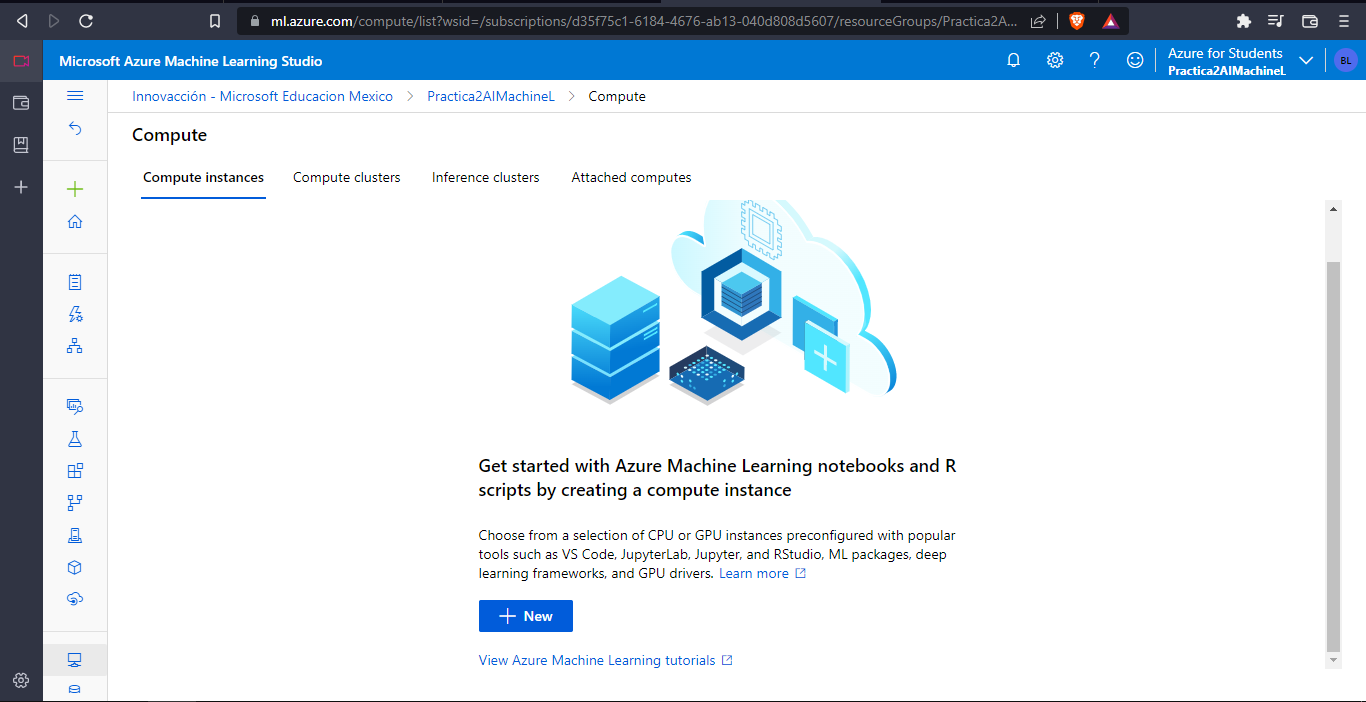 ml.azure.com/compute/list?wsid=/subscriptions/d35f75c1-6184-4676-ab13-040d808d5607/resourceGroups/Practica2A...
Microsoft Azure Machine Learning Studio
Azure for Students
Practica2AIMachineL
BL
Innovacción - Microsoft Educacion Mexico > Practica2AIMachineL > Compute
Compute
Compute instances Compute clusters Inference clusters Attached computes
Get started with Azure Machine Learning notebooks and R
scripts by creating a compute instance
Choose from a selection of CPU or GPU instances preconfigured with popular
tools such as VS Code, JupyterLab, Jupyter, and RStudio, ML packages, deep
learning frameworks, and GPU drivers. Learn more
New
View Azure Machine Learning tutorials